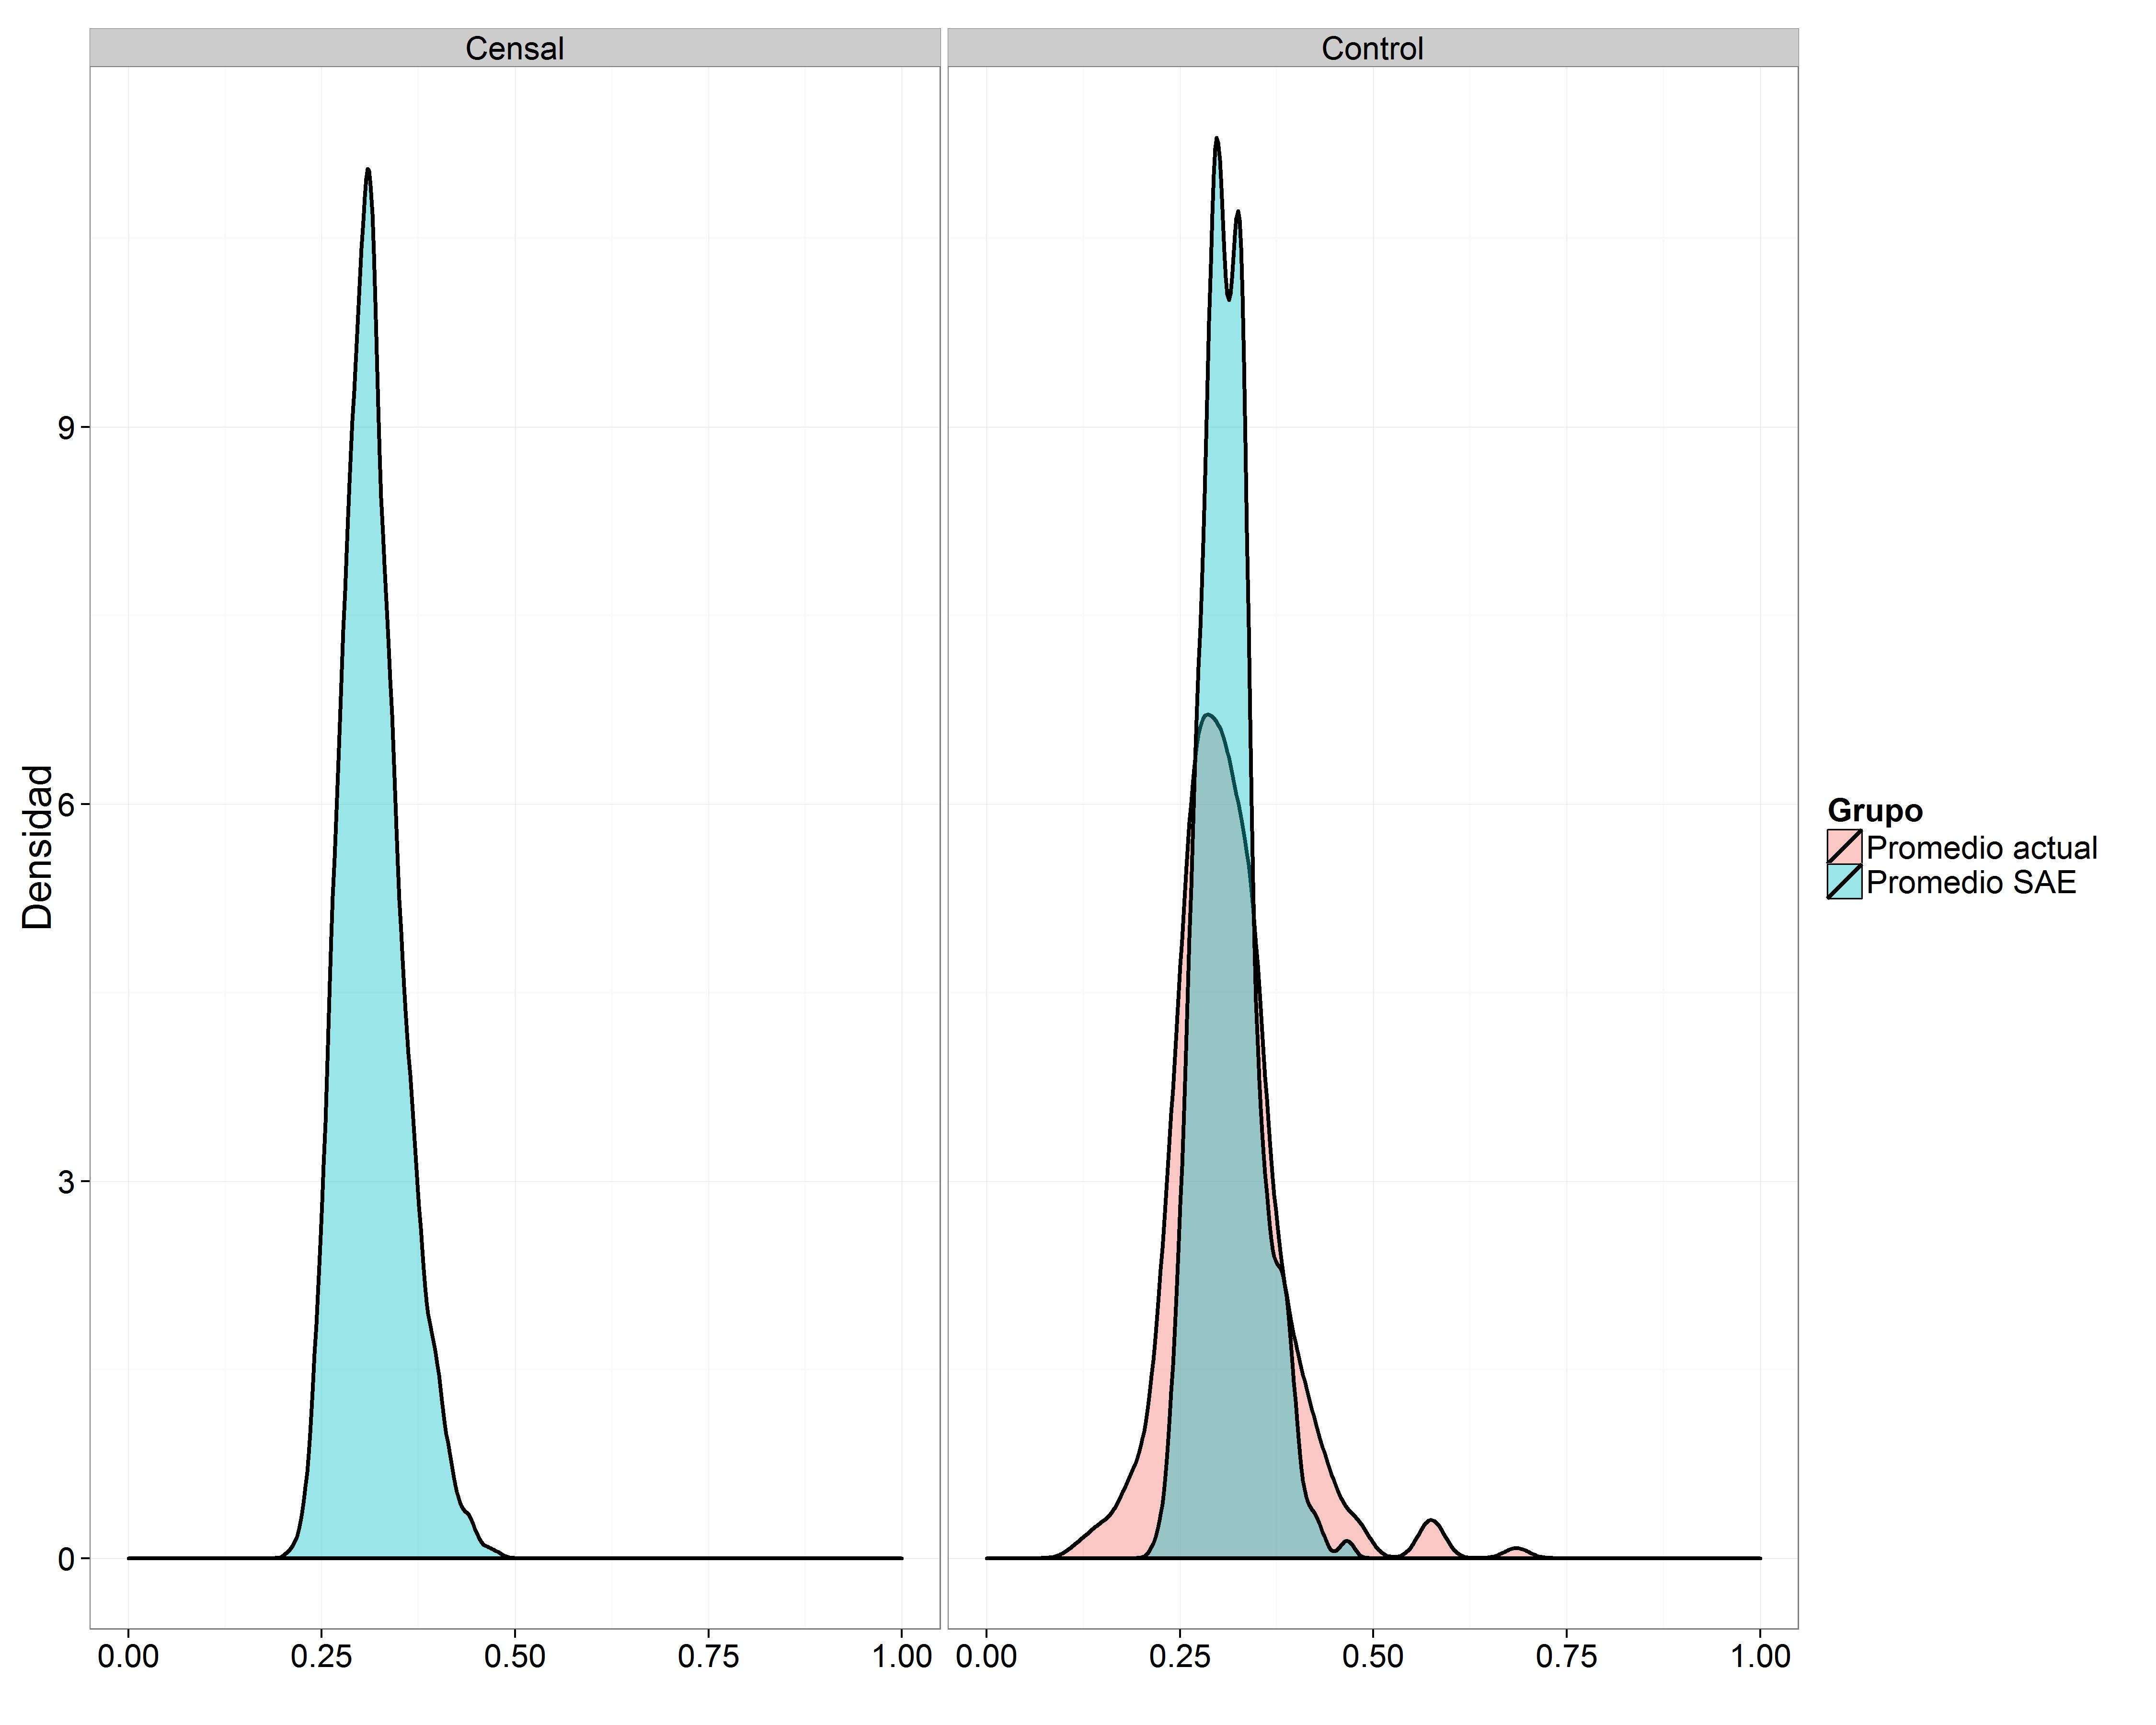 Censal
Control
Densidad
9
6
3
0
0.00 0.25 0.50 0.75 1.00
0.00 0.25 0.50 0.75 1.00
Grupo
Promedio actual
Promedio SAE